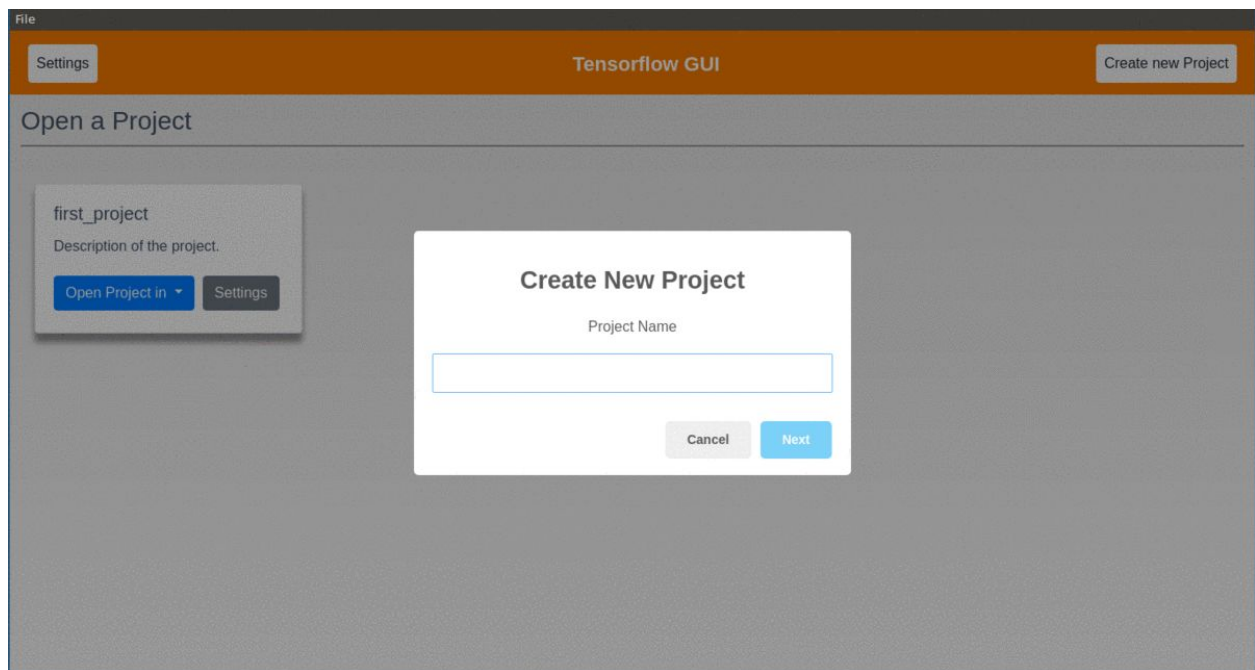 File
Settings
Tensorflow GUI
Create new Project
Open a Project
first_project
Description of the project.
Open Project in
Settings
Create New Project
Project Name
Cancel
Next